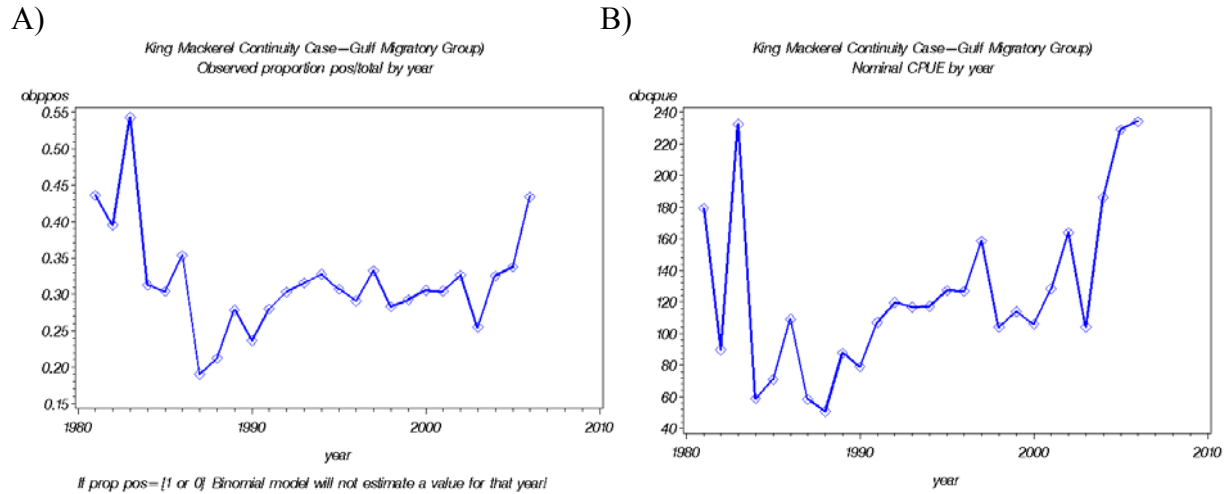 A)
King Mackerel Continuity Case—Gulf Migratory Group)
Observed proportion pos/total by year
obppos
0.55
0.50
0.45
0.40
0.35
0.30
0.25
0.20
0.15
1980 1990 2000 2010
year
If prop pos=[1 or 0] Binomial model will not estimate a value for that year!
B)
King Mackerel Continuity Case—Gulf Migratory Group)
Nominal CPUE by year
obcpue
240
220
200
180
160
140
120
100
80
60
40
1980 1990 2000 2010
year